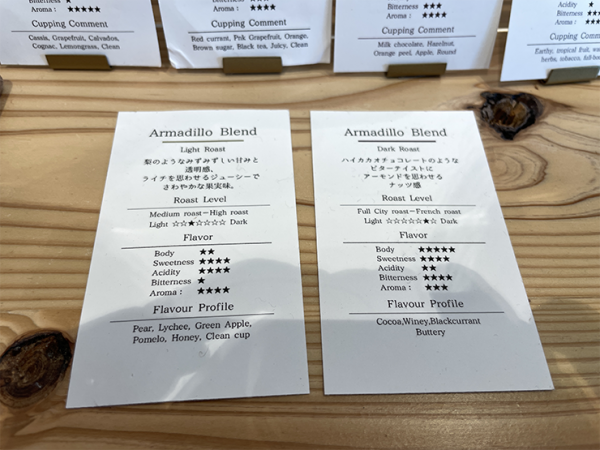 Bitterness ★
Aroma : ★★★★★
Cupping Comment
Cassia, Grapefruit, Calvados,
Cognac, Lemongrass, Clean
Aroma : ★★★★
Cupping Comment
Red currant, Pnk Grapefruit, Orange,
Brown sugar, Black tea, Juicy, Clean
Bitterness ★★★
Aroma : ★★★★
Cupping Comment
Milk chocolate, Hazelnut,
Orange peel, Apple, Round
Acidity ★
Bitterness
Aroma :
Cupping
Earthy, tropical fruit,
herbs, tobacco,
Armadillo Blend
Light Roast
梨のようなみずみずしい甘みと
透明感、
ライチを思わせるジューシーで
さわやかな果実味。
Roast Level
Medium roast－High roast
Light ☆☆★☆☆☆☆ Dark
Flavor
Body ★★
Sweetness ★★★★
Acidity ★★★★
Bitterness ★
Aroma : ★★★★
Flavour Profile
Pear, Lychee, Green Apple,
Pomelo, Honey, Clean cup
Armadillo Blend
Dark Roast
ハイカカオチョコレートのような
ビターテイストに
アーモンドを思わせる
ナッツ感
Roast Level
Full City roast－French roast
Light ☆☆☆☆☆★☆ Dark
Flavor
Body ★★★★★
Sweetness ★★★★
Acidity ★★
Bitterness ★★★★
Aroma : ★★★
Flavour Profile
Cocoa,Winey,Blackcurrant
Buttery